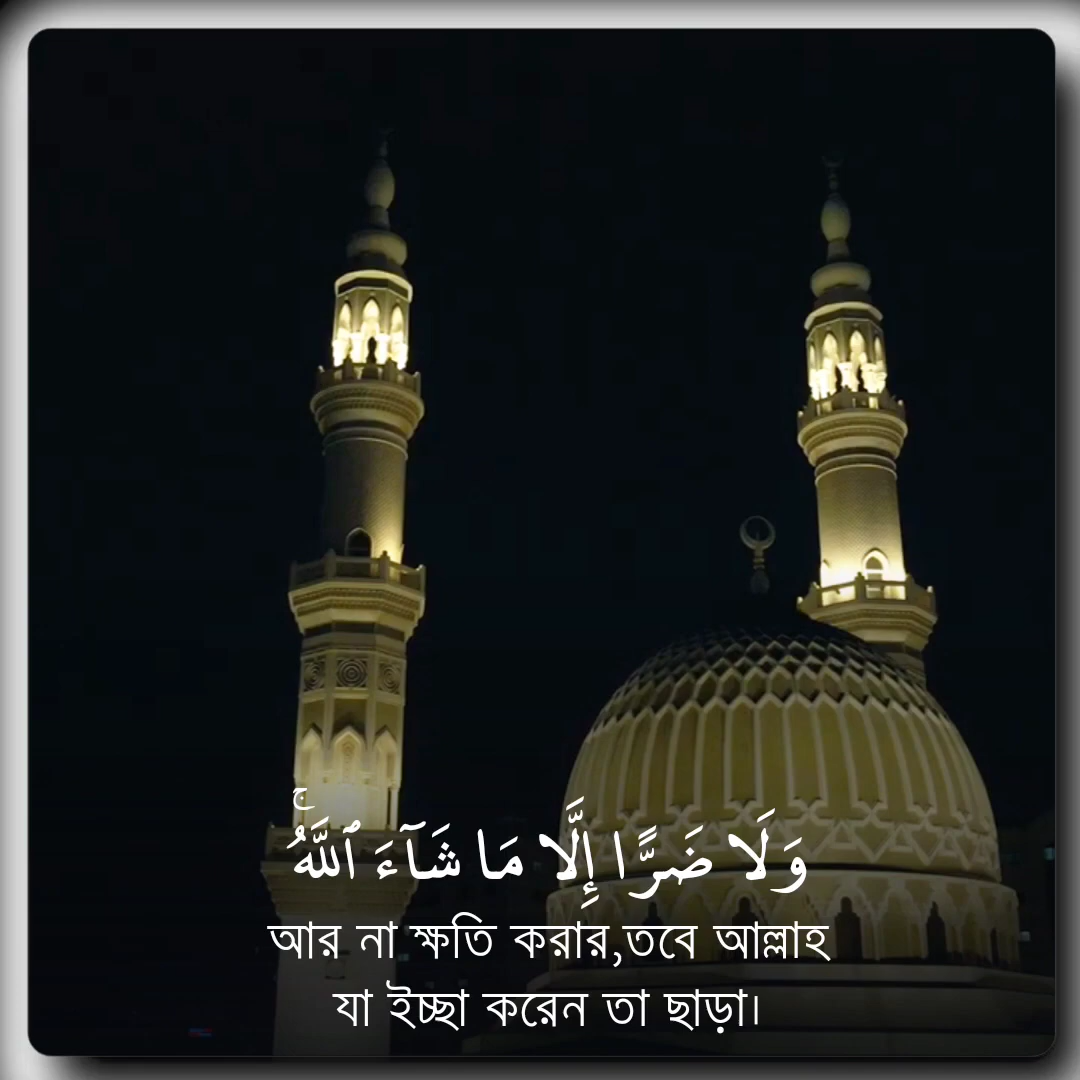 وَلَا ضَرًّا إِلَّا مَا شَآءَ ٱللَّهُۚ
আর না ক্ষতি করার,তবে আল্লাহ
যা ইচ্ছা করেন তা ছাড়া।